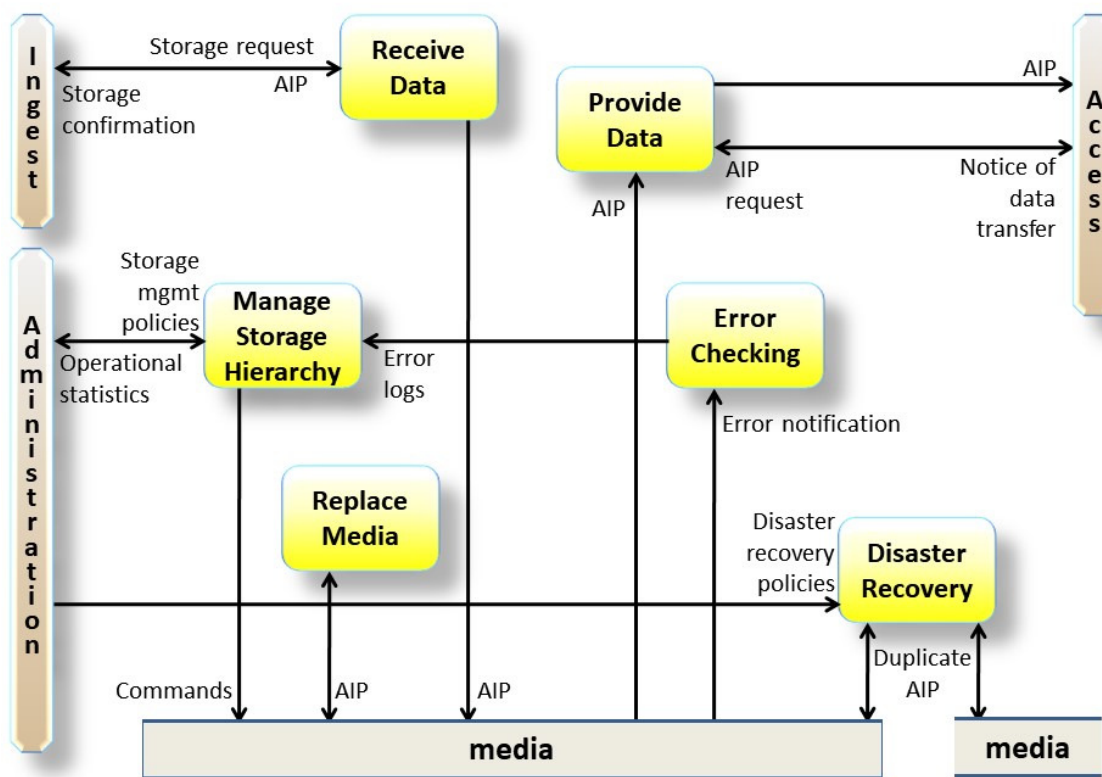 Ingest
Storage request
AIP
Storage
confirmation
Receive
Data
Provide
Data
AIP
AIP
request
Notice of
data
transfer
Access
AIP
Administration
Storage
mgmt
policies
Operational
statistics
Manage
Storage
Hierarchy
Error
logs
Error
Checking
Error notification
Replace
Media
Disaster
recovery
policies
Disaster
Recovery
Commands
AIP
AIP
Duplicate
AIP
media
media